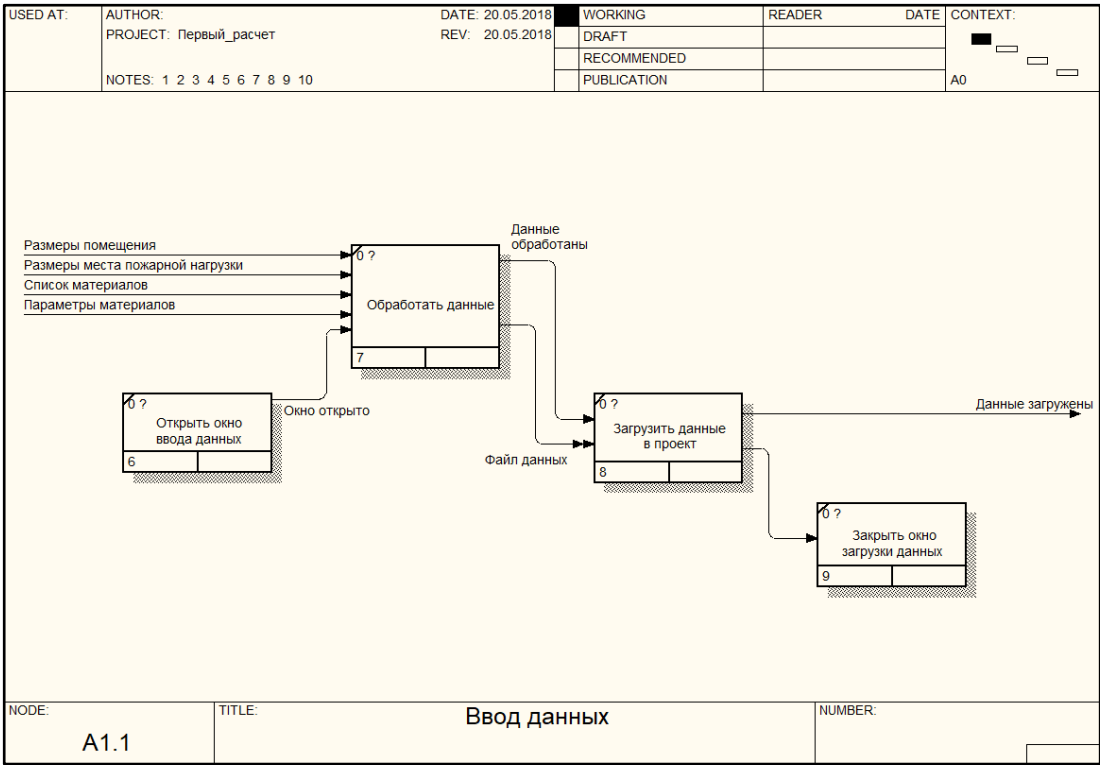 USED AT:
AUTHOR:
DATE: 20.05.2018
WORKING
READER
DATE
CONTEXT:
PROJECT: Первый_расчет
REV: 20.05.2018
DRAFT
RECOMMENDED
NOTES: 1 2 3 4 5 6 7 8 9 10
PUBLICATION
A0
Данные
обработаны
Размеры помещения
Размеры места пожарной нагрузки
Список материалов
Параметры материалов
0 ?
Обработать данные
7
0 ?
Открыть окно
ввода данных
6
Окно открыто
Файл данных
0 ?
Загрузить данные
в проект
8
Данные загружены
0 ?
Закрыть окно
загрузки данных
9
NODE:
A1.1
TITLE:
Ввод данных
NUMBER: